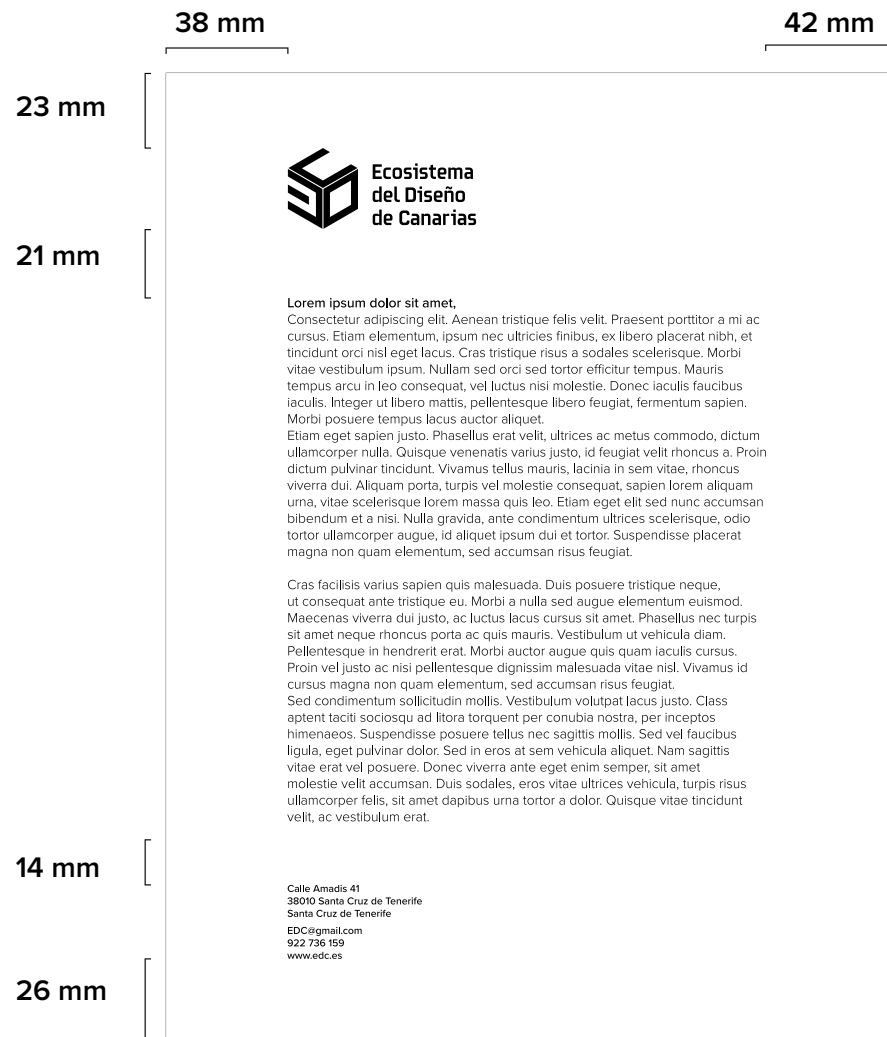 38 mm
42 mm
23 mm
Ecosistema
del Diseño
de Canarias
21 mm
Lorem ipsum dolor sit amet,
Consectetur adipiscing elit. Aenean tristique felis velit. Praesent porttitor a mi ac
cursus. Etiam elementum, ipsum nec ultricies finibus, ex libero placerat nibh, et
tincidunt orci nisl eget lacus. Cras tristique risus a sodales scelerisque. Morbi
vitae vestibulum ipsum. Nullam sed orci sed tortor efficitur tempus. Mauris
tempus arcu in leo consequat, vel luctus nisi molestie. Donec iaculis faucibus
iaculis. Integer ut libero mattis, pellentesque libero feugiat, fermentum sapien.
Morbi posuere tempus lacus auctor aliquet.
Etiam eget sapien justo. Phasellus erat velit, ultrices ac metus commodo, dictum
ullamcorper nulla. Quisque venenatis varius justo, id feugiat velit rhoncus a. Proin
dictum pulvinar tincidunt. Vivamus tellus mauris, lacinia in sem vitae, rhoncus
viverra dui. Aliquam porta, turpis vel molestie consequat, sapien lorem aliquam
urna, vitae scelerisque lorem massa quis leo. Etiam eget elit sed nunc accumsan
bibendum et a nisi. Nulla gravida, ante condimentum ultrices scelerisque, odio
tortor ullamcorper augue, id aliquet ipsum dui et tortor. Suspendisse placerat
magna non quam elementum, sed accumsan risus feugiat.
Cras facilisis varius sapien quis malesuada. Duis posuere tristique neque,
ut consequat ante tristique eu. Morbi a nulla sed augue elementum euismod.
Maecenas viverra dui justo, ac luctus lacus cursus sit amet. Phasellus nec turpis
sit amet neque rhoncus porta ac quis mauris. Vestibulum ut vehicula diam.
Pellentesque in hendrerit erat. Morbi auctor augue quis quam iaculis cursus.
Proin vel justo ac nisi pellentesque dignissim malesuada vitae nisl. Vivamus id
cursus magna non quam elementum, sed accumsan risus feugiat.
Sed condimentum sollicitudin mollis. Vestibulum volutpat lacus justo. Class
aptent taciti sociosqu ad litora torquent per conubia nostra, per inceptos
himenaeos. Suspendisse posuere tellus nec sagittis mollis. Sed vel faucibus
ligula, eget pulvinar dolor. Sed in eros at sem vehicula aliquet. Nam sagittis
vitae erat vel posuere. Donec viverra ante eget enim semper, sit amet
molestie velit accumsan. Duis sodales, eros vitae ultrices vehicula, turpis risus
ullamcorper felis, sit amet dapibus urna tortor a dolor. Quisque vitae tincidunt
velit, ac vestibulum erat.
14 mm
Calle Amadis 41
38010 Santa Cruz de Tenerife
Santa Cruz de Tenerife
EDC@gmail.com
922 736 159
www.edc.es
26 mm